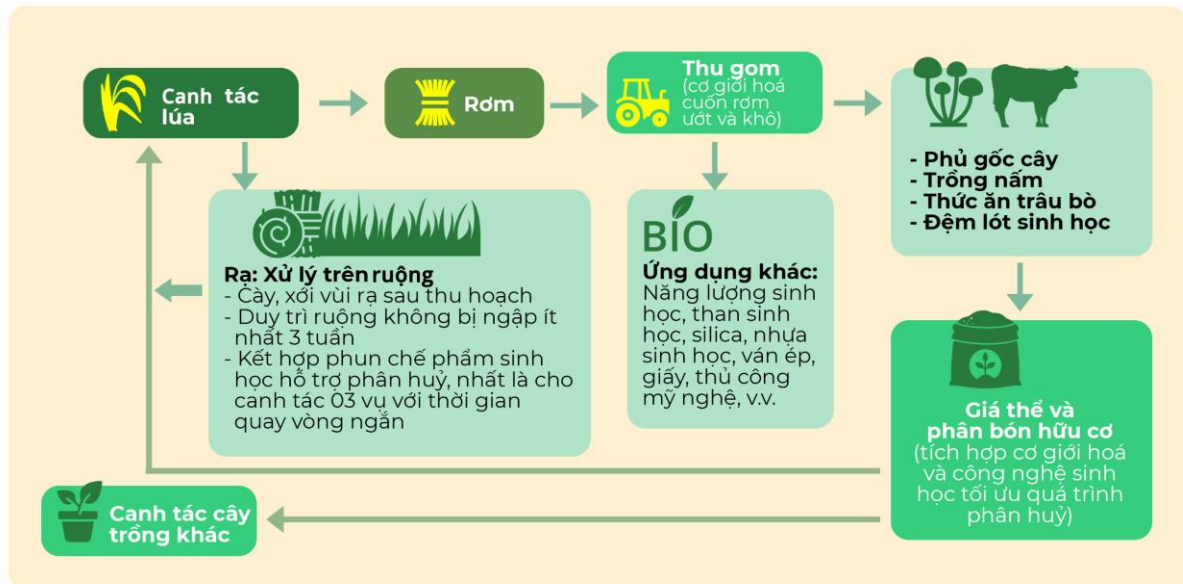 Canh tác
lúa
Rơm
Thu gom
(cơ giới hoá
cuốn rơm
ướt và khô)
- Phủ gốc cây
- Trồng nấm
- Thức ăn trâu bò
- Đệm lót sinh học
Rạ: Xử lý trên ruộng
- Cày, xới vùi rạ sau thu hoạch
- Duy trì ruộng không bị ngập ít
nhất 3 tuần
- Kết hợp phun chế phẩm sinh
học hỗ trợ phân huỷ, nhất là cho
canh tác 03 vụ với thời gian
quay vòng ngắn
BIO
Ứng dụng khác:
Năng lượng sinh
học, than sinh
học, silica, nhựa
sinh học, ván ép,
giấy, thủ công
mỹ nghệ, v.v.
Giá thể và
phân bón hữu cơ
(tích hợp cơ giới hoá
và công nghệ sinh
học tối ưu quá trình
phân huỷ)
Canh tác cây
trồng khác